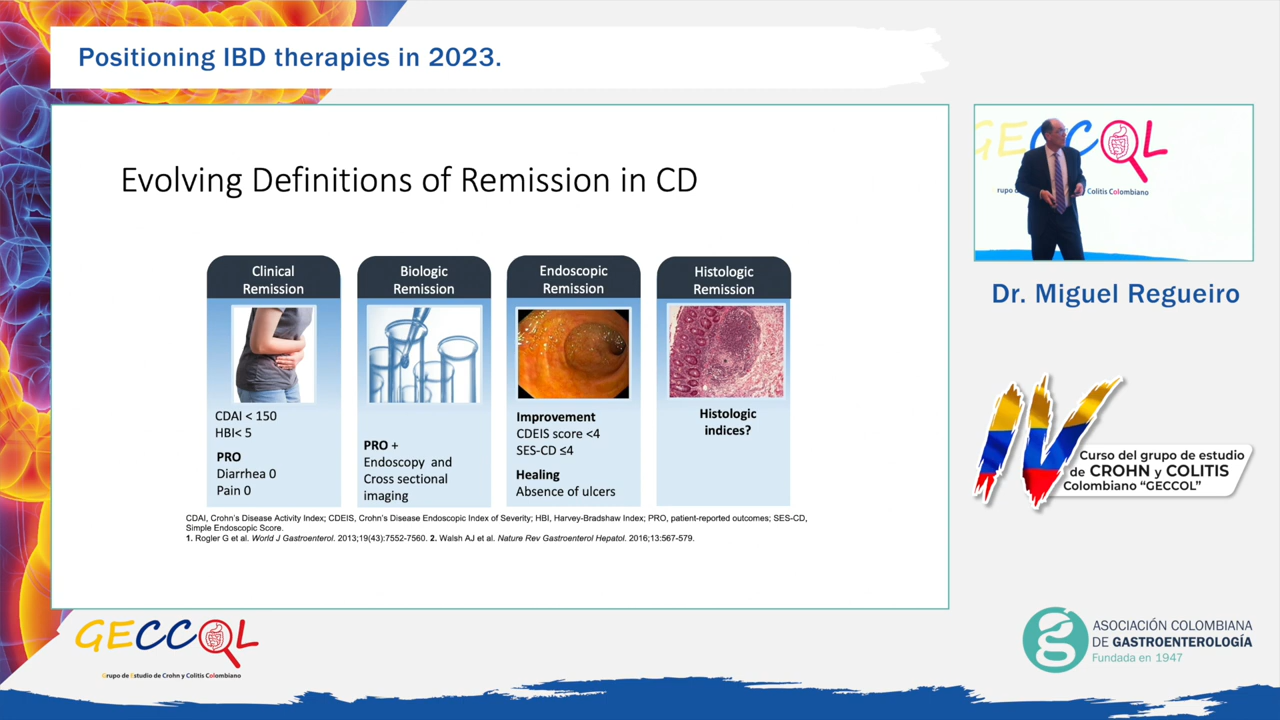 Positioning IBD therapies in 2023.
Evolving Definitions of Remission in CD
Clinical
Remission
CDAI < 150
HBI< 5
PRO
Diarrhea 0
Pain 0
Biologic
Remission
PRO +
Endoscopy and
Cross sectional
imaging
Endoscopic
Remission
Improvement
CDEIS score <4
SES-CD ≤4
Healing
Absence of ulcers
Histologic
Remission
Histologic
indices?
CDAI, Crohn's Disease Activity Index; CDEIS, Crohn's Disease Endoscopic Index of Severity; HBI, Harvey-Bradshaw Index; PRO, patient-reported outcomes; SES-CD,
Simple Endoscopic Score.
1. Rogler G et al. World J Gastroenterol. 2013;19(43):7552-7560. 2. Walsh AJ et al. Nature Rev Gastroenterol Hepatol. 2016;13:567-579.
GECCOL
rupo d
Colitis Colombiano
Dr. Miguel Regueiro
IV
Curso del grupo de estudio
de CROHN y COLITIS
Colombiano "GECCOL"
GECCOL
Grupo de Estudio de Crohn y Colitis Colombiano
ASOCIACIÓN COLOMBIANA
DE GASTROENTEROLOGÍA
Fundada en 1947